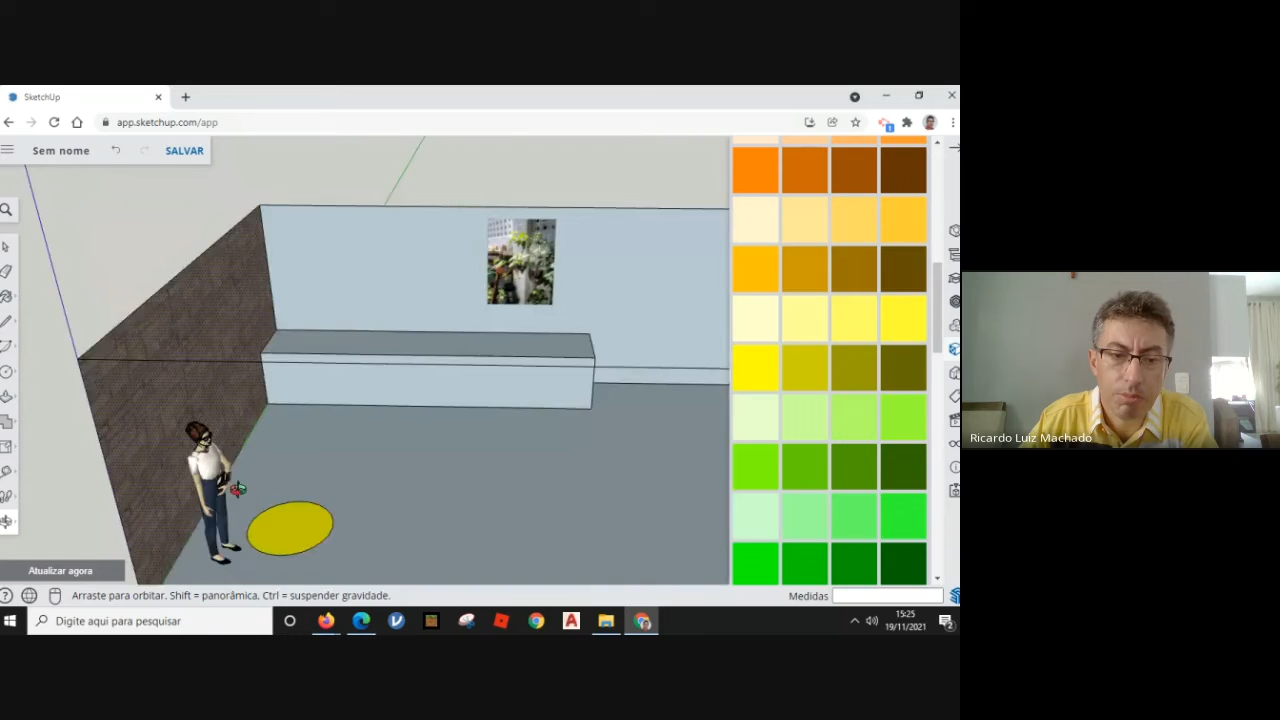 SketchUp
app.sketchup.com/app
Sem nome
SALVAR
Ricardo Luiz Machado
Atualizar agora
Arraste para orbitar. Shift = panorâmica, Ctrl = suspender gravidade.
Medidas
Digite aqui para pesquisar
15:25
19/11/2021